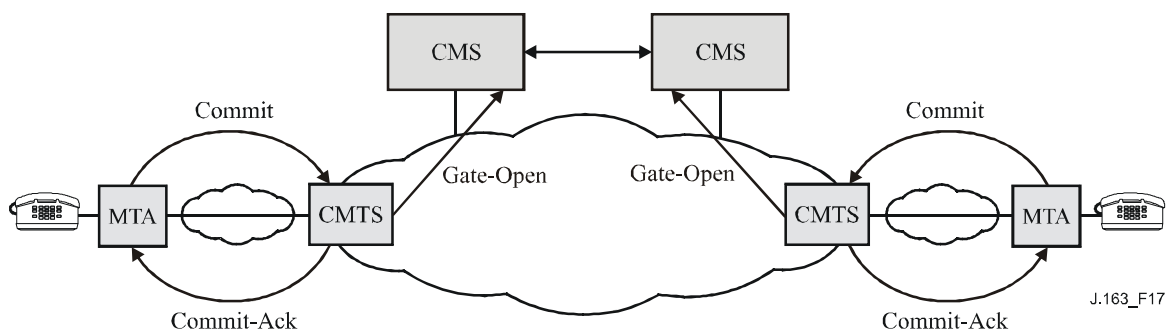 CMS
CMS
Commit
Commit
Gate-Open
Gate-Open
MTA
CMTS
CMTS
MTA
J.163_F17
Commit-Ack
Commit-Ack